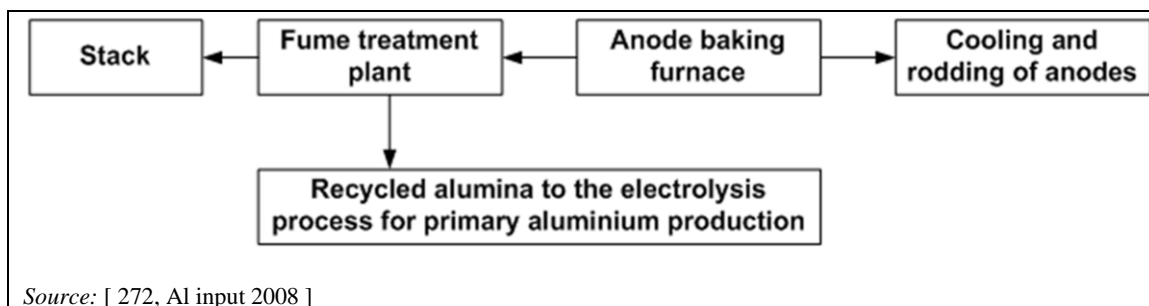 Stack
Fume treatment
plant
Anode baking
furnace
Cooling and
rodding of anodes
Recycled alumina to the electrolysis
process for primary aluminium production
Source: [ 272, Al input 2008 ]